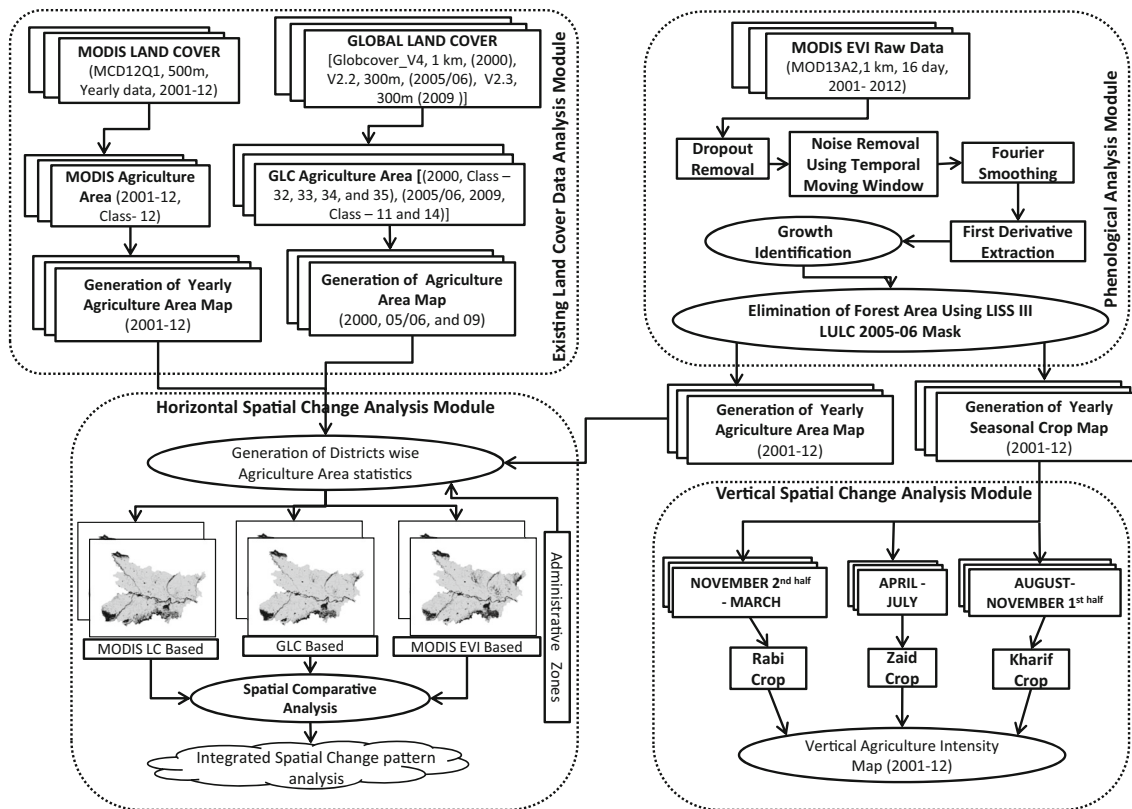 MODIS LAND COVER
(MCD12Q1, 500m,
Yearly data, 2001-12)
GLOBAL LAND COVER
[Globcover_V4, 1 km, (2000),
V2.2, 300m, (2005/06), V2.3,
300m (2009 )]
MODIS Agriculture
Area (2001-12,
Class- 12)
GLC Agriculture Area [(2000, Class –
32, 33, 34, and 35), (2005/06, 2009,
Class – 11 and 14)]
Generation of Yearly
Agriculture Area Map
(2001-12)
Generation of Agriculture
Area Map
(2000, 05/06, and 09)
Existing Land Cover Data Analysis Module
MODIS EVI Raw Data
(MOD13A2,1 km, 16 day,
2001- 2012)
Dropout
Removal
Noise Removal
Using Temporal
Moving Window
Fourier
Smoothing
First Derivative
Extraction
Growth
Identification
Elimination of Forest Area Using LISS III
LULC 2005-06 Mask
Phenological Analysis Module
Generation of Yearly
Agriculture Area Map
(2001-12)
Generation of Yearly
Seasonal Crop Map
(2001-12)
Horizontal Spatial Change Analysis Module
Generation of Districts wise
Agriculture Area statistics
MODIS LC Based
GLC Based
MODIS EVI Based
Administrative Zones
Spatial Comparative
Analysis
Integrated Spatial Change pattern
analysis
Vertical Spatial Change Analysis Module
NOVEMBER 2nd half
- MARCH
APRIL -
JULY
AUGUST-
NOVEMBER 1st half
Rabi
Crop
Zaid
Crop
Kharif
Crop
Vertical Agriculture Intensity
Map (2001-12)